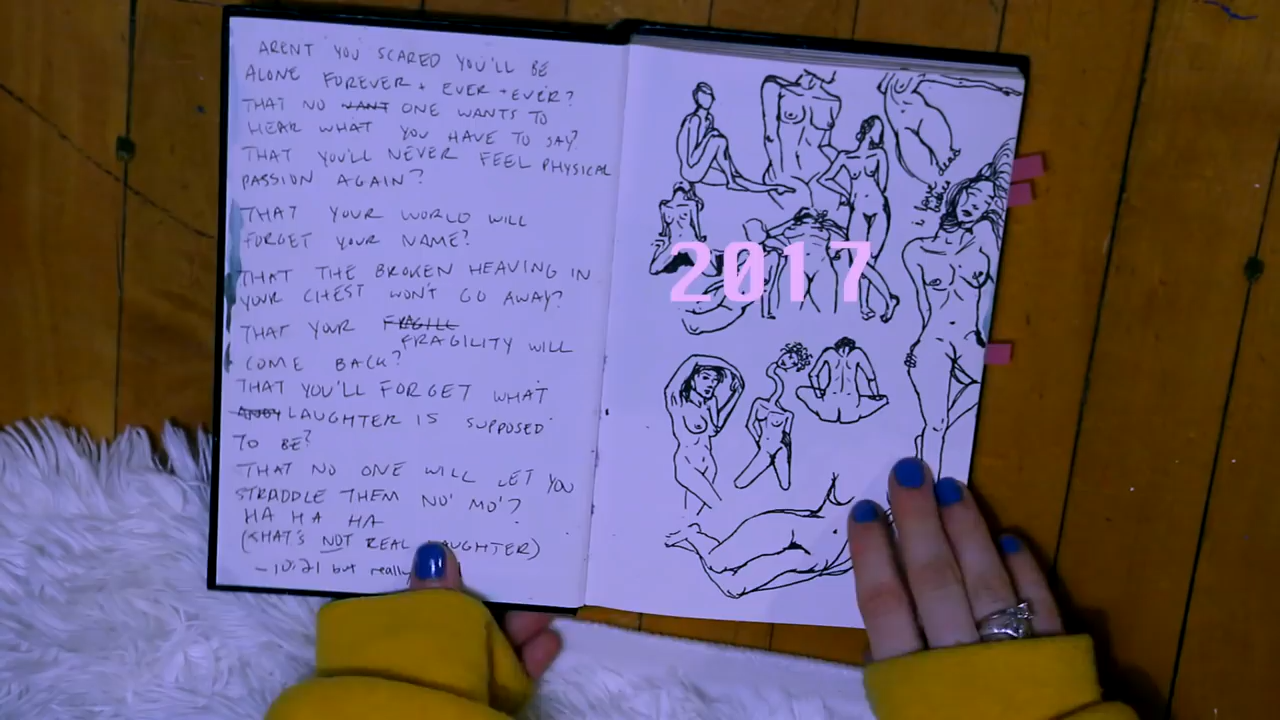 ARENT YOU SCARED YOU'LL BE
ALONE FOREVER + EVER + EVER?
THAT NO WANT ONE WANTS TO
HEAR WHAT YOU HAVE TO SAY?
THAT YOU'LL NEVER FEEL PHYSICAL
PASSION AGAIN?
THAT YOUR WORLD WILL
FORGET YOUR NAME?
THAT THE BROKEN HEAVING IN
YOUR CHEST WON'T GO AWAY?
THAT YOUR FRAGILL
FRAGILITY WILL
COME BACK?
THAT YOU'LL FORGET WHAT
LAUGHTER IS SUPPOSED
TO BE?
THAT NO ONE WILL LET YOU
STRADDLE THEM NO' MO'?
HA HA HA
(THAT'S NOT REAL LAUGHTER)
- 10:21 but really
2017